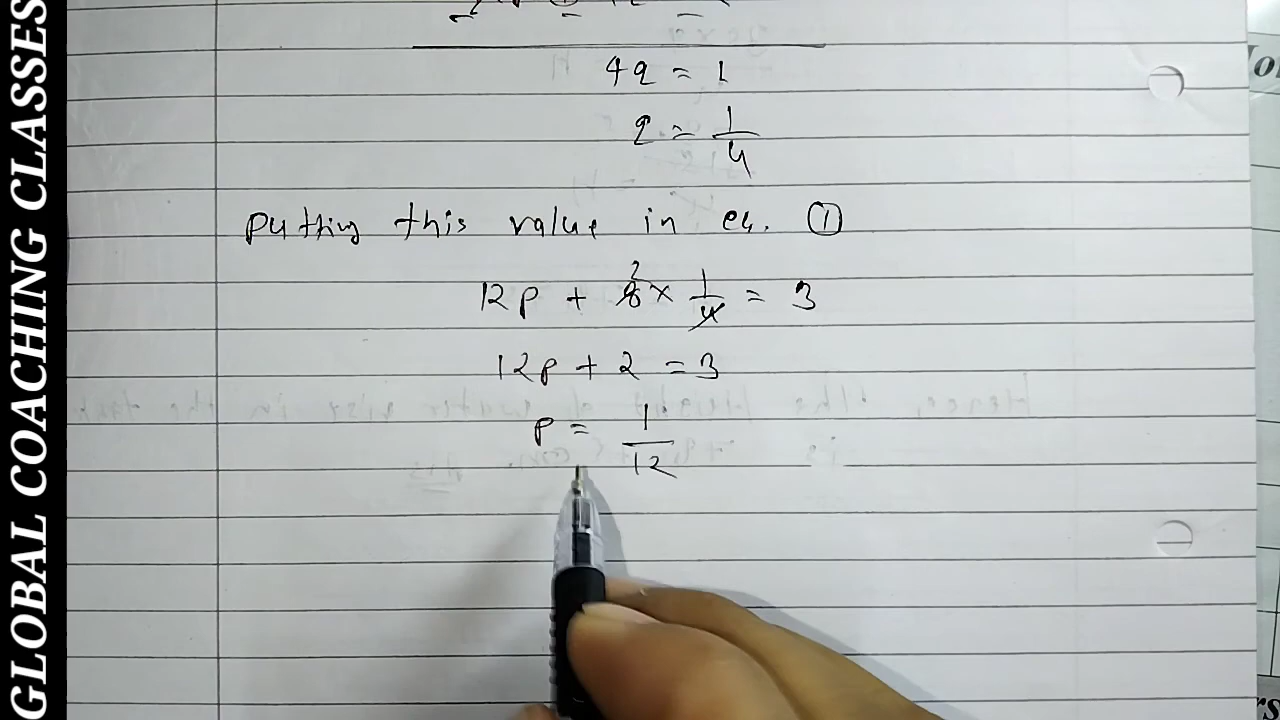 GLOBAL COACHING CLASSES
4q = 1
q = 1/4
Putting this value in eq. ①
12p + 8 × 1/4 = 3
12p + 2 = 3
p = 1/12